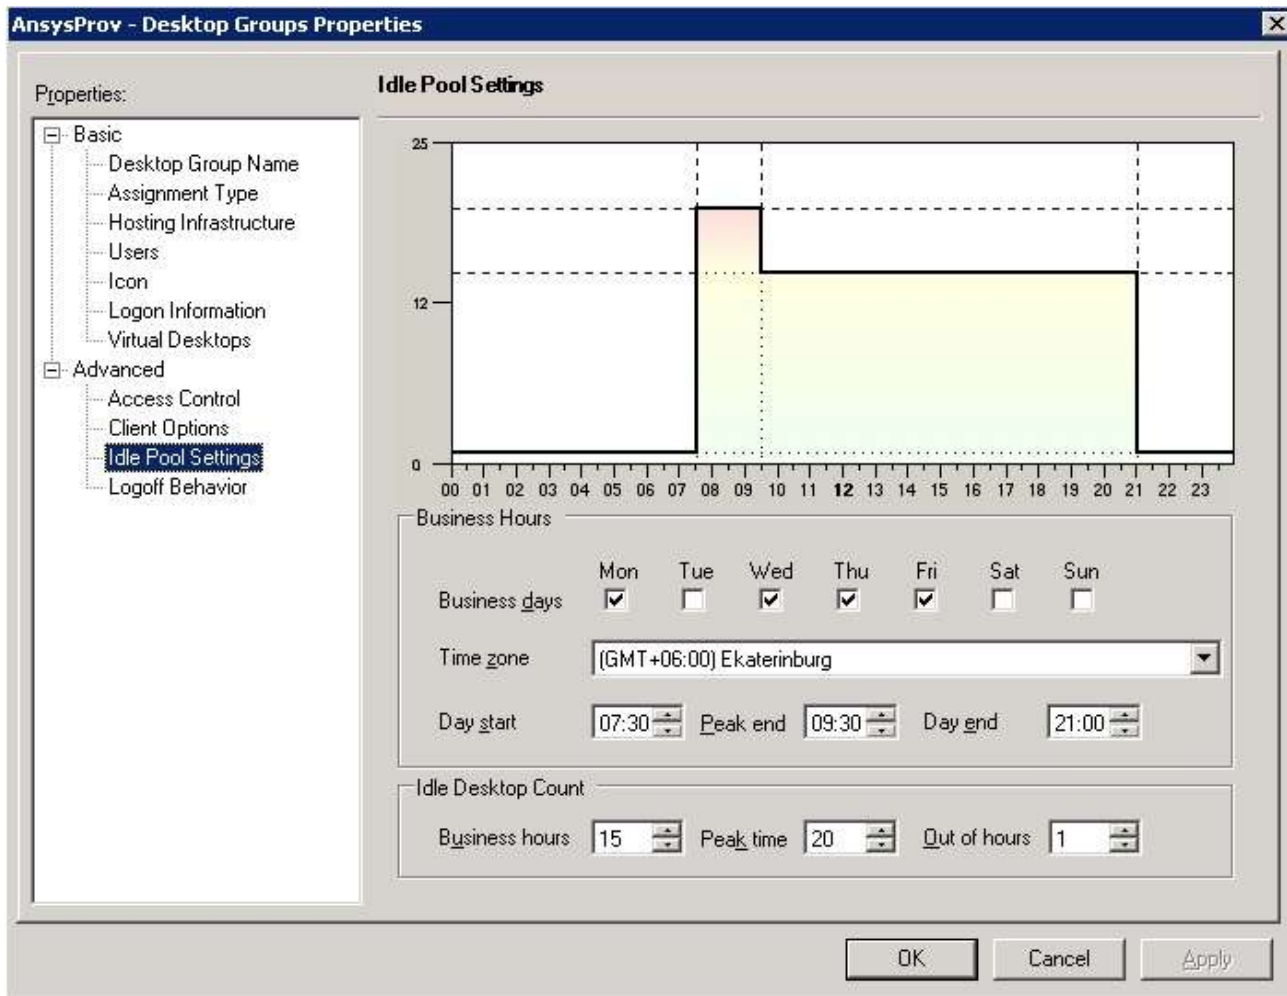 AnsysProv - Desktop Groups Properties
Properties:
Basic
Desktop Group Name
Assignment Type
Hosting Infrastructure
Users
Icon
Logon Information
Virtual Desktops
Advanced
Access Control
Client Options
Idle Pool Settings
Logoff Behavior
Idle Pool Settings
25
12
0
00 01 02 03 04 05 06 07 08 09 10 11 12 13 14 15 16 17 18 19 20 21 22 23
Business Hours
Mon Tue Wed Thu Fri Sat Sun
Business days
Time zone (GMT+06:00) Ekaterinburg
Day start 07:30 Peak end 09:30 Day end 21:00
Idle Desktop Count
Business hours 15 Peak time 20 Out of hours 1
OK Cancel Apply